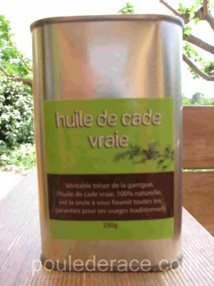 huile de cade
vraie
Véritable trésor de la garrigue,
l'huile de cade vraie, 100% naturelle,
est la seule à vous fournir toutes les
garanties pour ses usages traditionnels
250g
poulederace.com